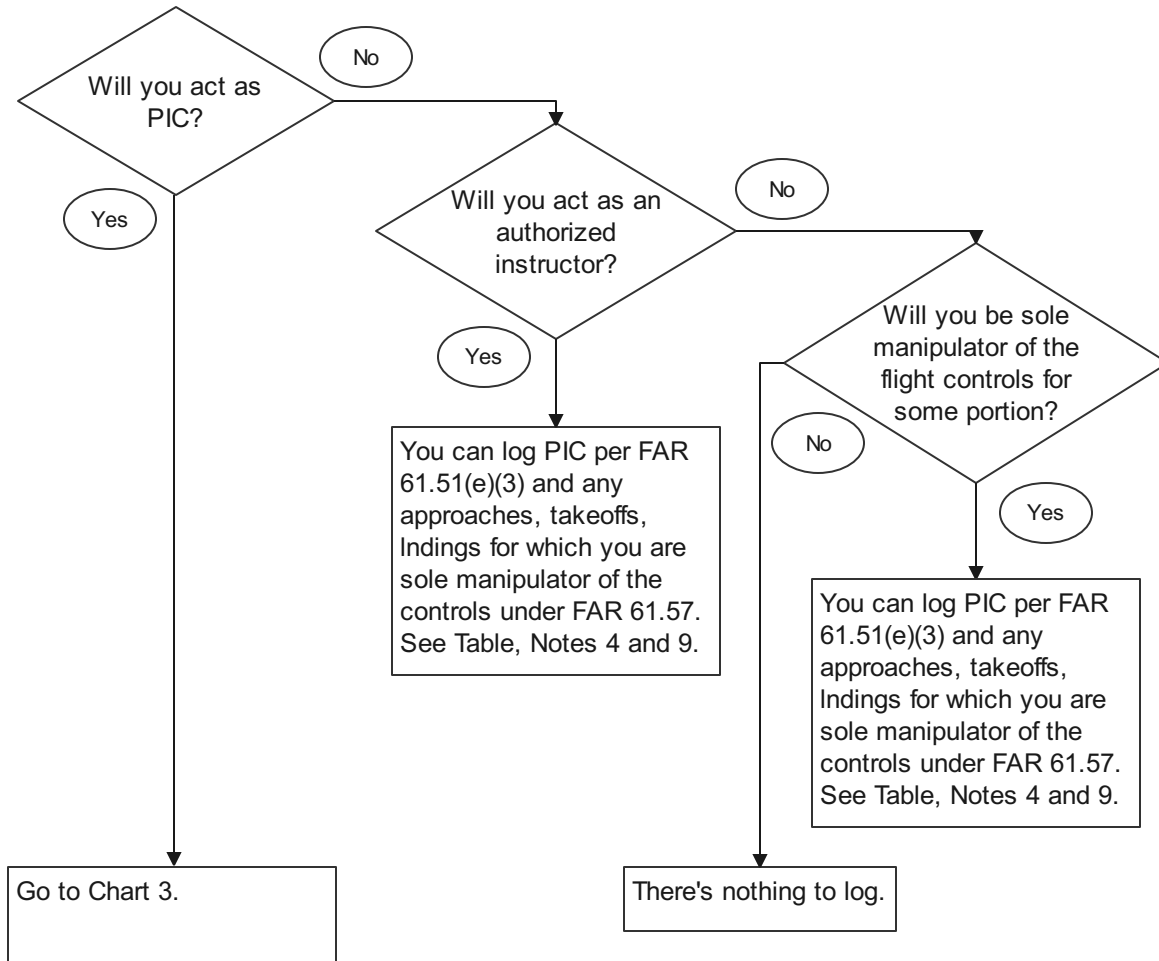 Will you act as
PIC?
No
Yes
Will you act as an
authorized
instructor?
No
Yes
Will you be sole
manipulator of the
flight controls for
some portion?
No
Yes
You can log PIC per FAR
61.51(e)(3) and any
approaches, takeoffs,
lndings for which you are
sole manipulator of the
controls under FAR 61.57.
See Table, Notes 4 and 9.
You can log PIC per FAR
61.51(e)(3) and any
approaches, takeoffs,
lndings for which you are
sole manipulator of the
controls under FAR 61.57.
See Table, Notes 4 and 9.
Go to Chart 3.
There's nothing to log.